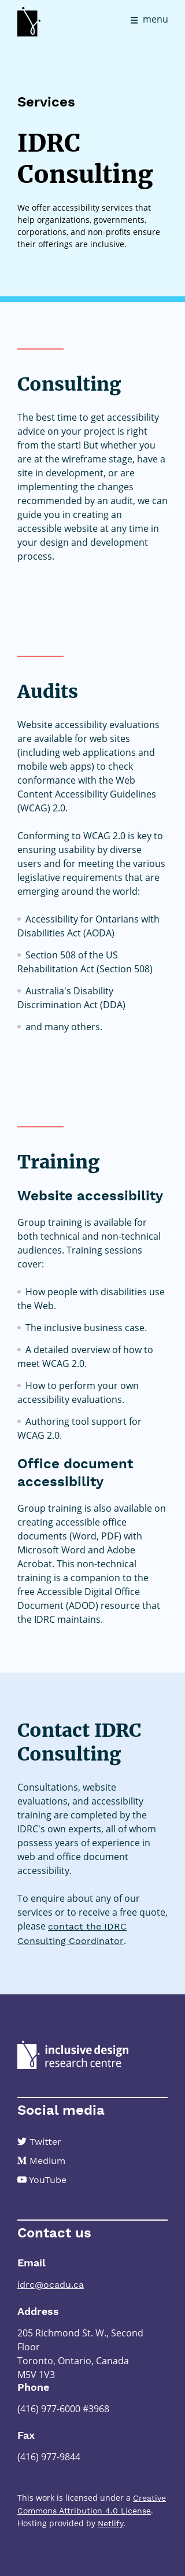 menu
Services
IDRC
Consulting
We offer accessibility services that
help organizations, governments,
corporations, and non-profits ensure
their offerings are inclusive.
Consulting
The best time to get accessibility
advice on your project is right
from the start! But whether you
are at the wireframe stage, have a
site in development, or are
implementing the changes
recommended by an audit, we can
guide you in creating an
accessible website at any time in
your design and development
process.
Audits
Website accessibility evaluations
are available for web sites
(including web applications and
mobile web apps) to check
conformance with the Web
Content Accessibility Guidelines
(WCAG) 2.0.
Conforming to WCAG 2.0 is key to
ensuring usability by diverse
users and for meeting the various
legislative requirements that are
emerging around the world:
Accessibility for Ontarians with
Disabilities Act (AODA)
Section 508 of the US
Rehabilitation Act (Section 508)
Australia's Disability
Discrimination Act (DDA)
and many others.
Training
Website accessibility
Group training is available for
both technical and non-technical
audiences. Training sessions
cover:
How people with disabilities use
the Web.
The inclusive business case.
A detailed overview of how to
meet WCAG 2.0.
How to perform your own
accessibility evaluations.
Authoring tool support for
WCAG 2.0.
Office document
accessibility
Group training is also available on
creating accessible office
documents (Word, PDF) with
Microsoft Word and Adobe
Acrobat. This non-technical
training is a companion to the
free Accessible Digital Office
Document (ADOD) resource that
the IDRC maintains.
Contact IDRC
Consulting
Consultations, website
evaluations, and accessibility
training are completed by the
IDRC's own experts, all of whom
possess years of experience in
web and office document
accessibility.
To enquire about any of our
services or to receive a free quote,
please contact the IDRC
Consulting Coordinator.
inclusive design
research centre
Social media
Twitter
Medium
YouTube
Contact us
Email
idrc@ocadu.ca
Address
205 Richmond St. W., Second
Floor
Toronto, Ontario, Canada
M5V 1V3
Phone
(416) 977-6000 #3968
Fax
(416) 977-9844
This work is licensed under a Creative
Commons Attribution 4.0 License.
Hosting provided by Netlify.